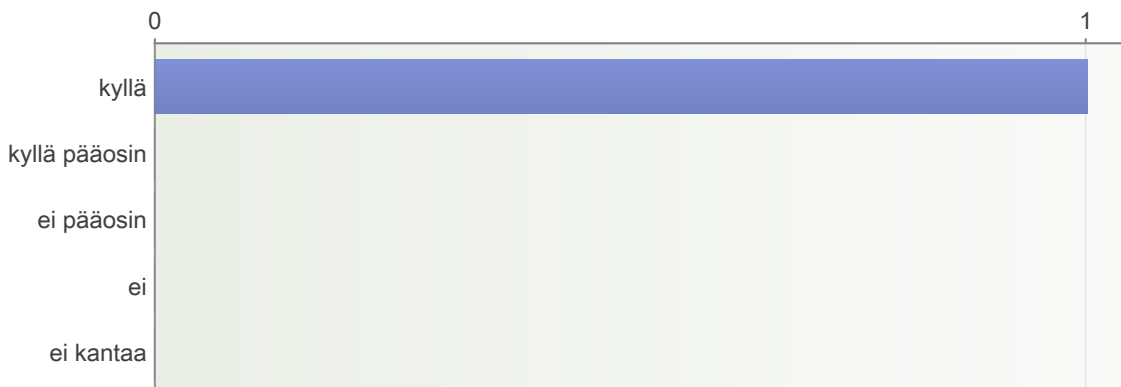 0 1
kyllä
kyllä pääosin
ei pääosin
ei
ei kantaa